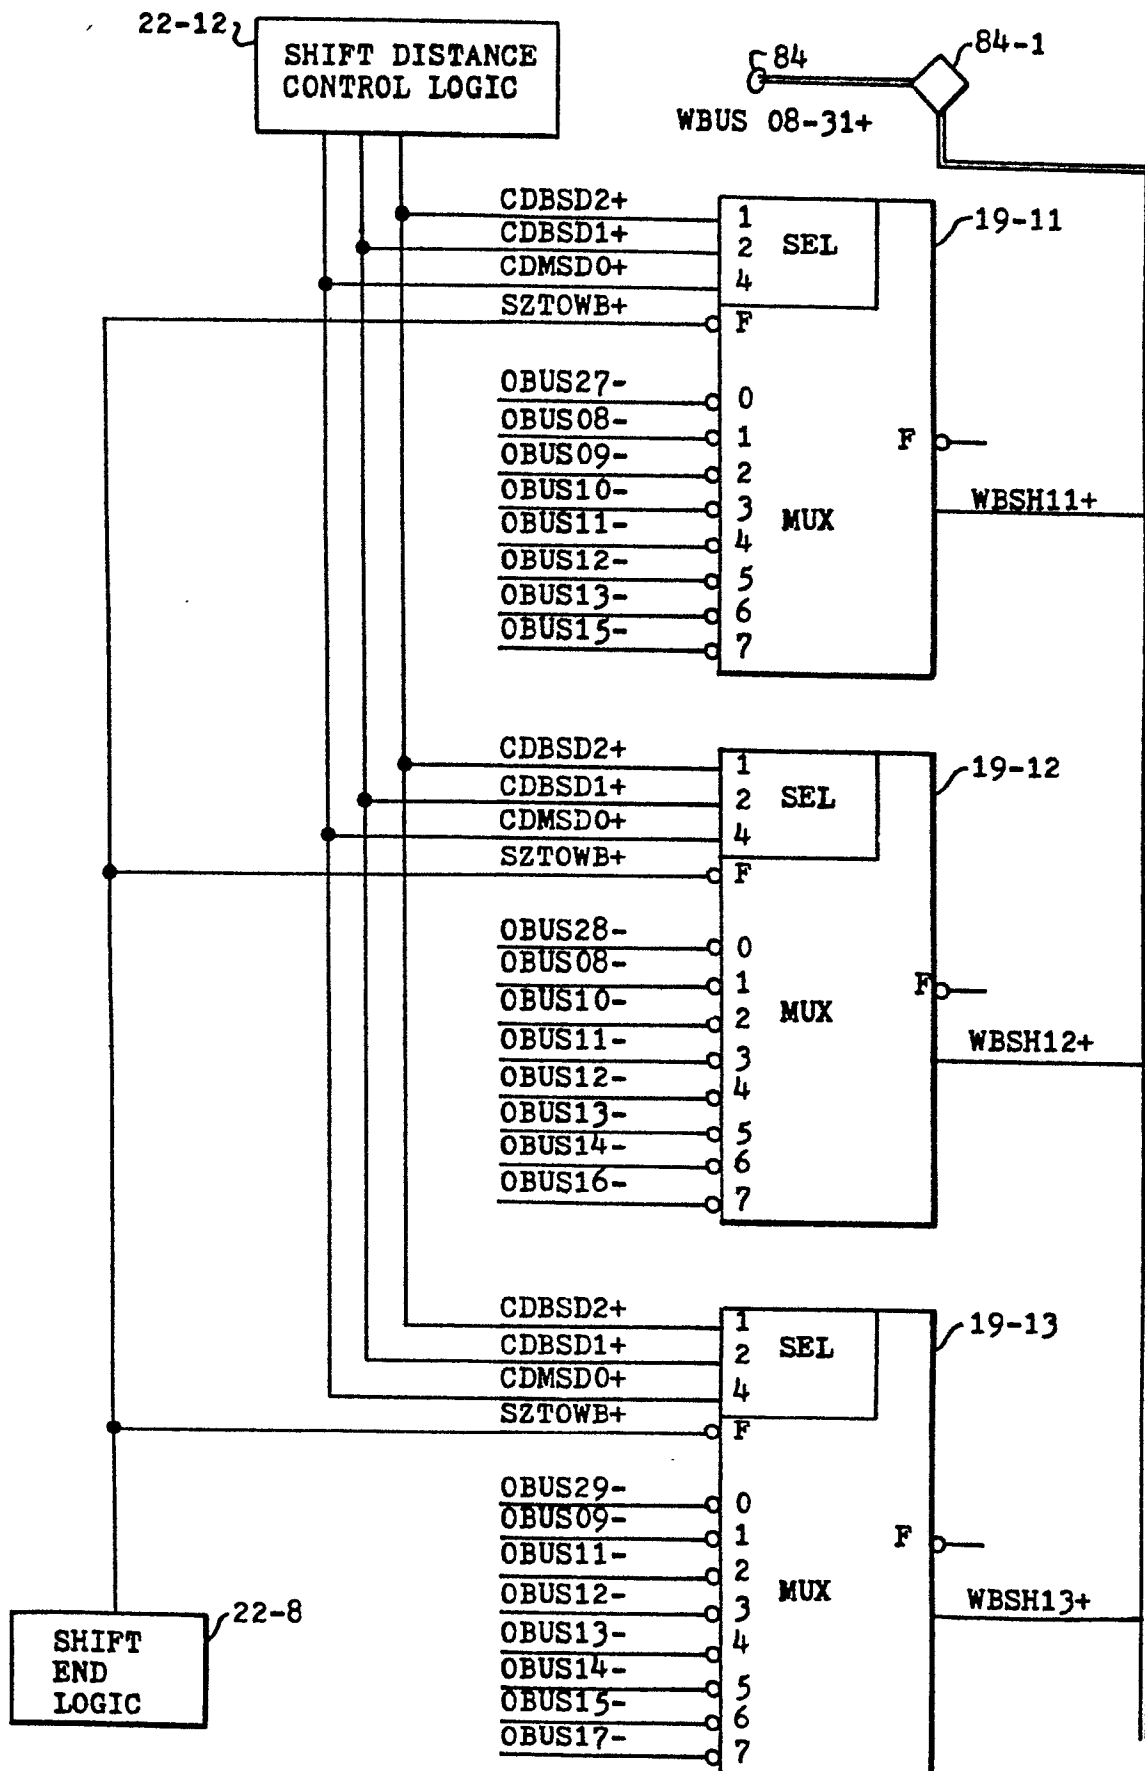 22-12
SHIFT DISTANCE
CONTROL LOGIC
84
84-1
WBUS 08-31+
CDBSD2+
CDBSD1+
CDMSD0+
SZTOWB+
1
2
4
F
SEL
19-11
OBUS27-
OBUS08-
OBUS09-
OBUS10-
OBUS11-
OBUS12-
OBUS13-
OBUS15-
0
1
2
3
4
5
6
7
MUX
F
WBSH11+
CDBSD2+
CDBSD1+
CDMSD0+
SZTOWB+
1
2
4
F
SEL
19-12
OBUS28-
OBUS08-
OBUS10-
OBUS11-
OBUS12-
OBUS13-
OBUS14-
OBUS16-
0
1
2
3
4
5
6
7
MUX
F
WBSH12+
CDBSD2+
CDBSD1+
CDMSD0+
SZTOWB+
1
2
4
F
SEL
19-13
OBUS29-
OBUS09-
OBUS11-
OBUS12-
OBUS13-
OBUS14-
OBUS15-
OBUS17-
0
1
2
3
4
5
6
7
MUX
F
WBSH13+
22-8
SHIFT
END
LOGIC